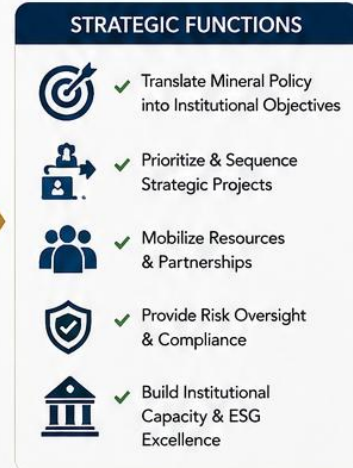 STRATEGIC FUNCTIONS
Translate Mineral Policy
into Institutional Objectives
Prioritize & Sequence
Strategic Projects
Mobilize Resources
& Partnerships
Provide Risk Oversight
& Compliance
Build Institutional
Capacity & ESG
Excellence